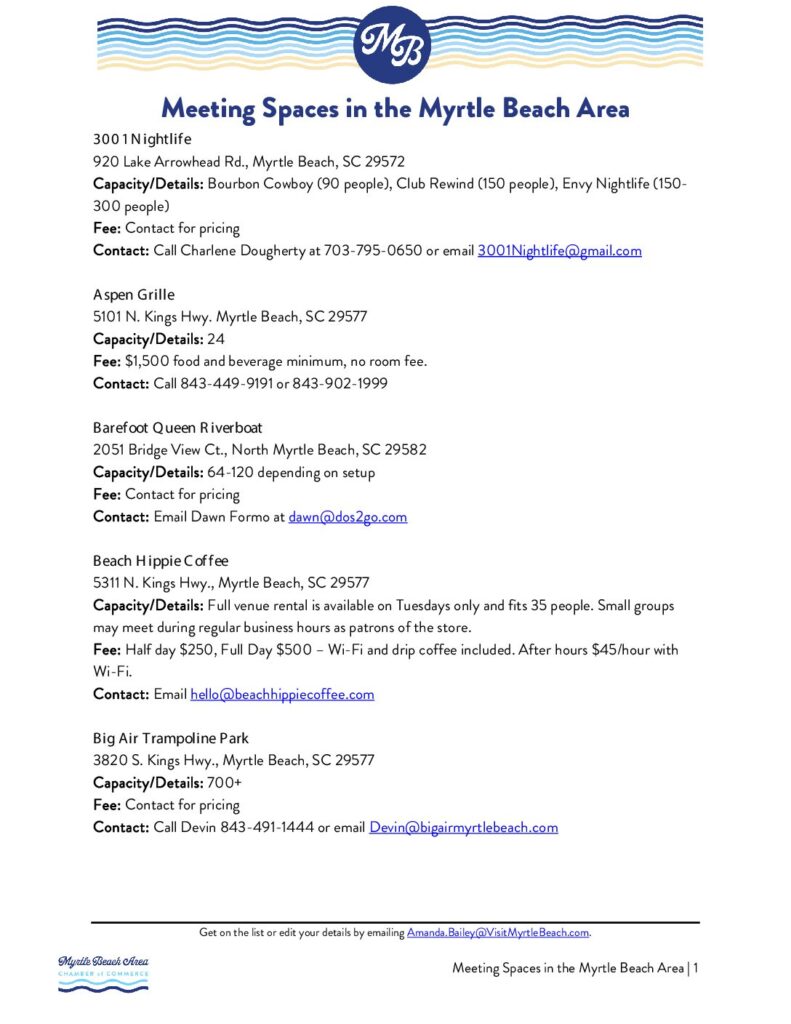 MB
Meeting Spaces in the Myrtle Beach Area
3001 Nightlife
920 Lake Arrowhead Rd., Myrtle Beach, SC 29572
Capacity/Details: Bourbon Cowboy (90 people), Club Rewind (150 people), Envy Nightlife (150-
300 people)
Fee: Contact for pricing
Contact: Call Charlene Dougherty at 703-795-0650 or email 3001Nightlife@gmail.com
Aspen Grille
5101 N. Kings Hwy. Myrtle Beach, SC 29577
Capacity/Details: 24
Fee: $1,500 food and beverage minimum, no room fee.
Contact: Call 843-449-9191 or 843-902-1999
Barefoot Queen Riverboat
2051 Bridge View Ct., North Myrtle Beach, SC 29582
Capacity/Details: 64-120 depending on setup
Fee: Contact for pricing
Contact: Email Dawn Formo at dawn@dos2go.com
Beach Hippie Coffee
5311 N. Kings Hwy., Myrtle Beach, SC 29577
Capacity/Details: Full venue rental is available on Tuesdays only and fits 35 people. Small groups
may meet during regular business hours as patrons of the store.
Fee: Half day $250, Full Day $500 – Wi-Fi and drip coffee included. After hours $45/hour with
Wi-Fi.
Contact: Email hello@beachhippiecoffee.com
Big Air Trampoline Park
3820 S. Kings Hwy., Myrtle Beach, SC 29577
Capacity/Details: 700+
Fee: Contact for pricing
Contact: Call Devin 843-491-1444 or email Devin@bigairmyrtlebeach.com
Get on the list or edit your details by emailing Amanda.Bailey@VisitMyrtleBeach.com.
Myrtle Beach Area
CHAMBER of COMMERCE
Meeting Spaces in the Myrtle Beach Area | 1